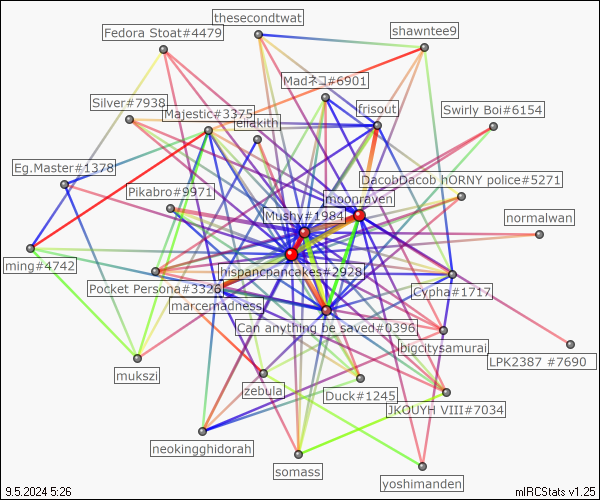 thesecondtwat
Fedora Stoat#4479
shawntee9
Madネコ#6901
Silver#7938
Majestic#3375
frisout
Swirly Boi#6154
ellakith
Eg.Master#1378
DacobDacob hORNY police#5271
Pikabro#9971
moonraven
Mushy#1984
normalwan
ming#4742
hispancpancakes#2928
Pocket Persona#3326
Cypha#1717
marcemadness
Can anything be saved#0396
bigcitysamurai
LPK2387 #7690
mukszi
zebula
Duck#1245
JKOUYH VIII#7034
neokingghidorah
somass
yoshimanden
9.5.2024 5:26
mIRCStats v1.25